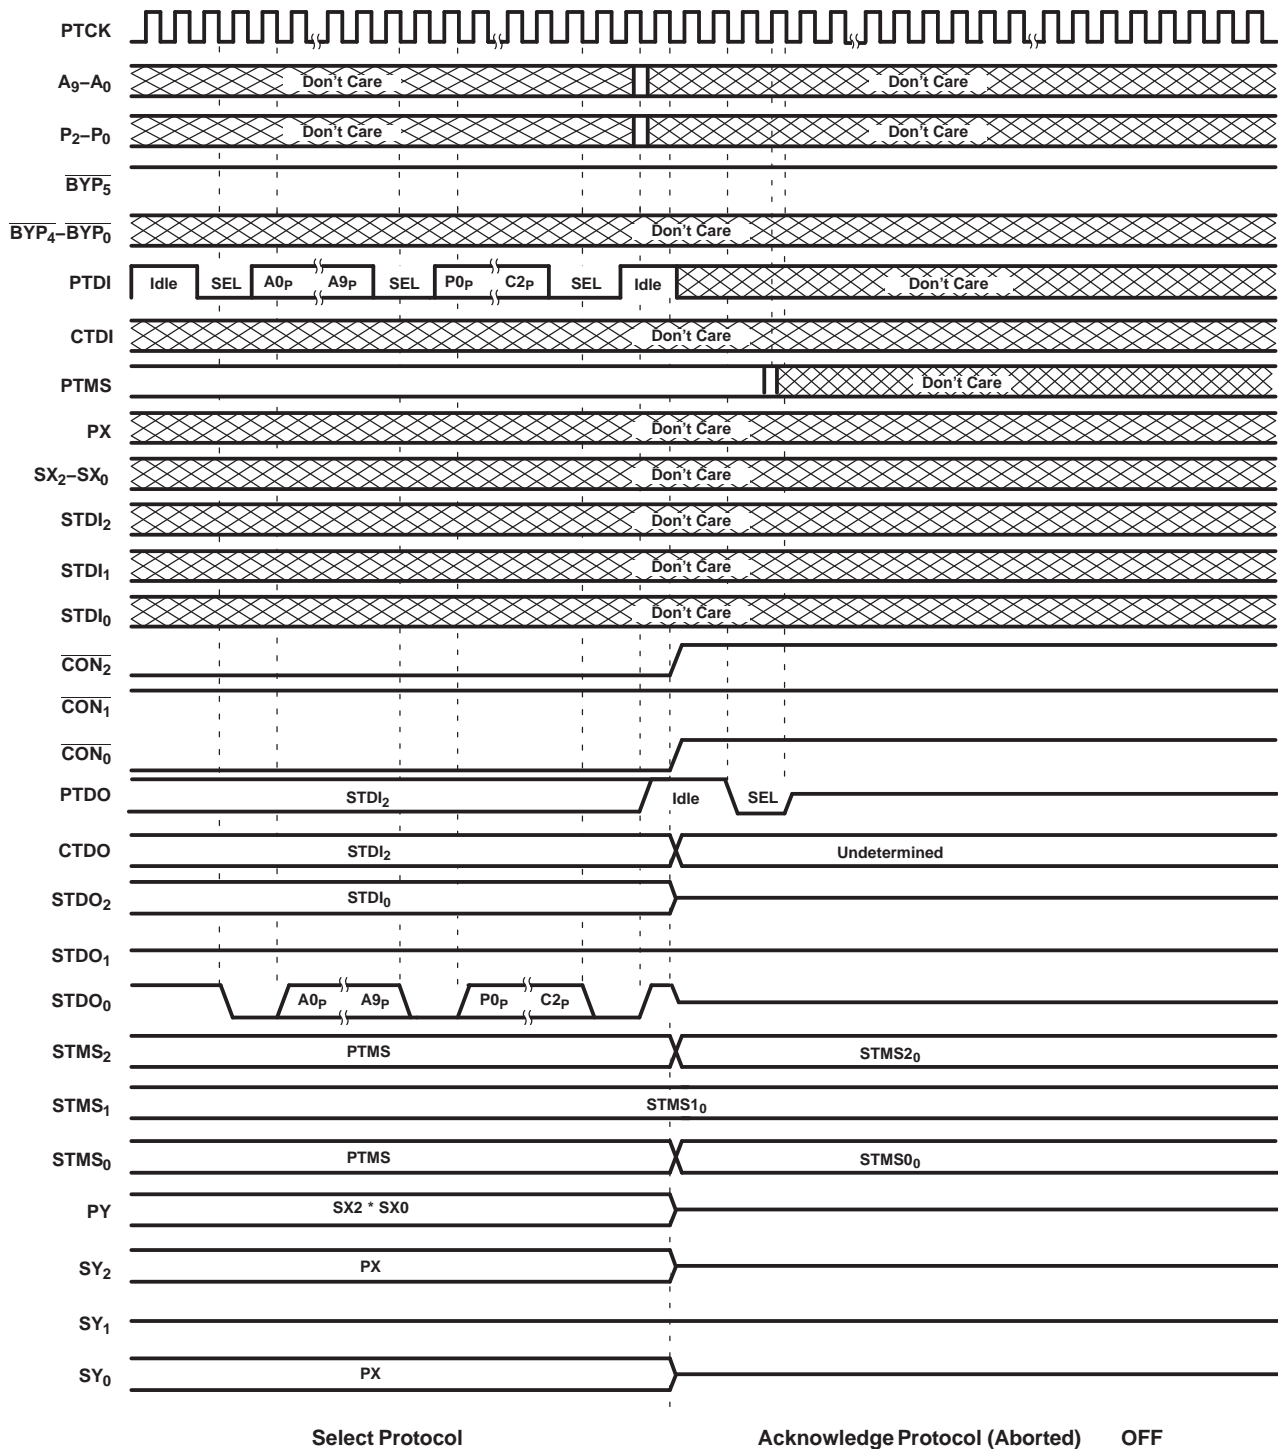 PTCK
A9–A0 Don't Care Don't Care
P2–P0 Don't Care Don't Care
BYP5
BYP4–BYP0 Don't Care
PTDI Idle SEL A0P A9P SEL P0P C2P SEL Idle Don't Care
CTDI Don't Care
PTMS Don't Care
PX Don't Care
SX2–SX0 Don't Care
STDI2 Don't Care
STDI1 Don't Care
STDI0 Don't Care
CON2
CON1
CON0
PTDO STDI2 Idle SEL
CTDO STDI2 Undetermined
STDO2 STDI0
STDO1
STDO0 A0P A9P P0P C2P
STMS2 PTMS STMS20
STMS1 STMS10
STMS0 PTMS STMS00
PY SX2 * SX0
SY2 PX
SY1
SY0 PX
Select Protocol Acknowledge Protocol (Aborted) OFF